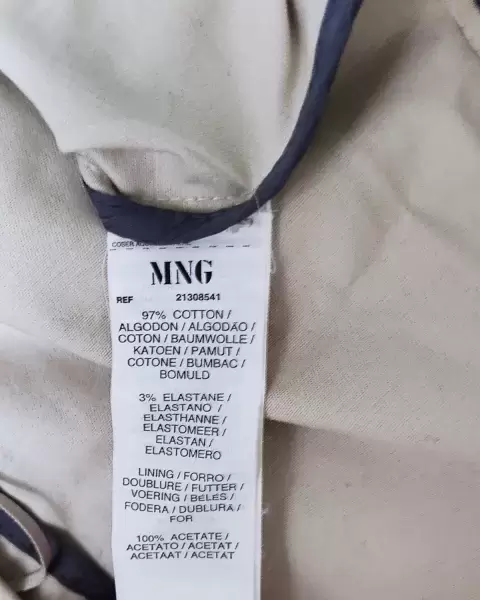 COSER A
MNG
REF 21308541
97% COTTON /
ALGODON / ALGODÃO /
COTON / BAUMWOLLE /
KATOEN / PAMUT /
COTONE / BUMBAC /
BOMULD
3% ELASTANE /
ELASTANO /
ELASTHANNE /
ELASTOMEER /
ELASTAN /
ELASTOMERO
LINING / FORRO /
DOUBLURE / FUTTER /
VOERING / BELES /
FODERA / DUBLURA /
FOR
100% ACETATE /
ACETATO / ACETAT /
ACETAAT / ACETAT